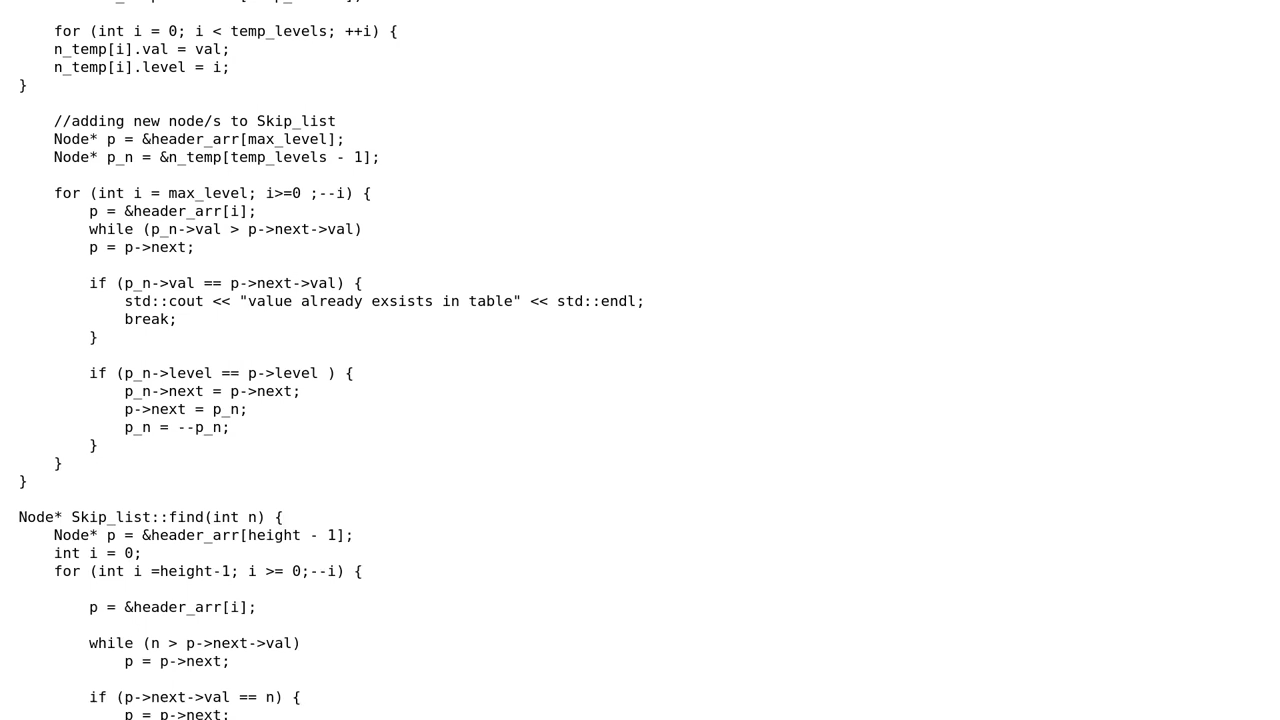 for (int i = 0; i < temp_levels; ++i) {
    n_temp[i].val = val;
    n_temp[i].level = i;
}

    //adding new node/s to Skip_list
    Node* p = &header_arr[max_level];
    Node* p_n = &n_temp[temp_levels - 1];

    for (int i = max_level; i>=0 ;--i) {
        p = &header_arr[i];
        while (p_n->val > p->next->val)
        p = p->next;

        if (p_n->val == p->next->val) {
            std::cout << "value already exsists in table" << std::endl;
            break;
        }

        if (p_n->level == p->level ) {
            p_n->next = p->next;
            p->next = p_n;
            p_n = --p_n;
        }
    }
}

Node* Skip_list::find(int n) {
    Node* p = &header_arr[height - 1];
    int i = 0;
    for (int i =height-1; i >= 0;--i) {

        p = &header_arr[i];

        while (n > p->next->val)
            p = p->next;

        if (p->next->val == n) {
            p = p->next;